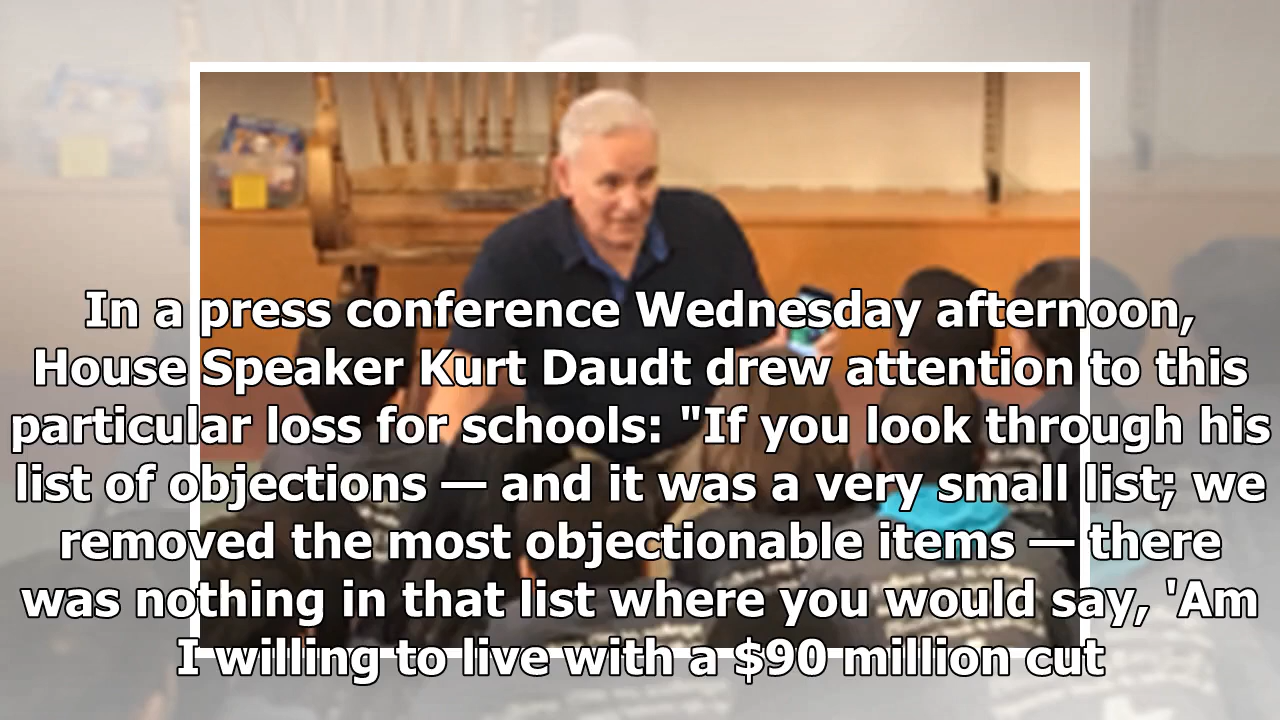 In a press conference Wednesday afternoon,
House Speaker Kurt Daudt drew attention to this
particular loss for schools: "If you look through his
list of objections — and it was a very small list; we
removed the most objectionable items — there
was nothing in that list where you would say, 'Am
I willing to live with a $90 million cut